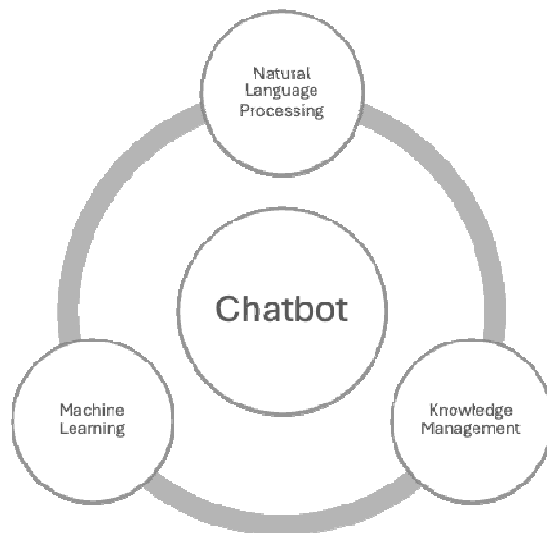 Natural
Language
Processing
Chatbot
Machine
Learning
Knowledge
Management